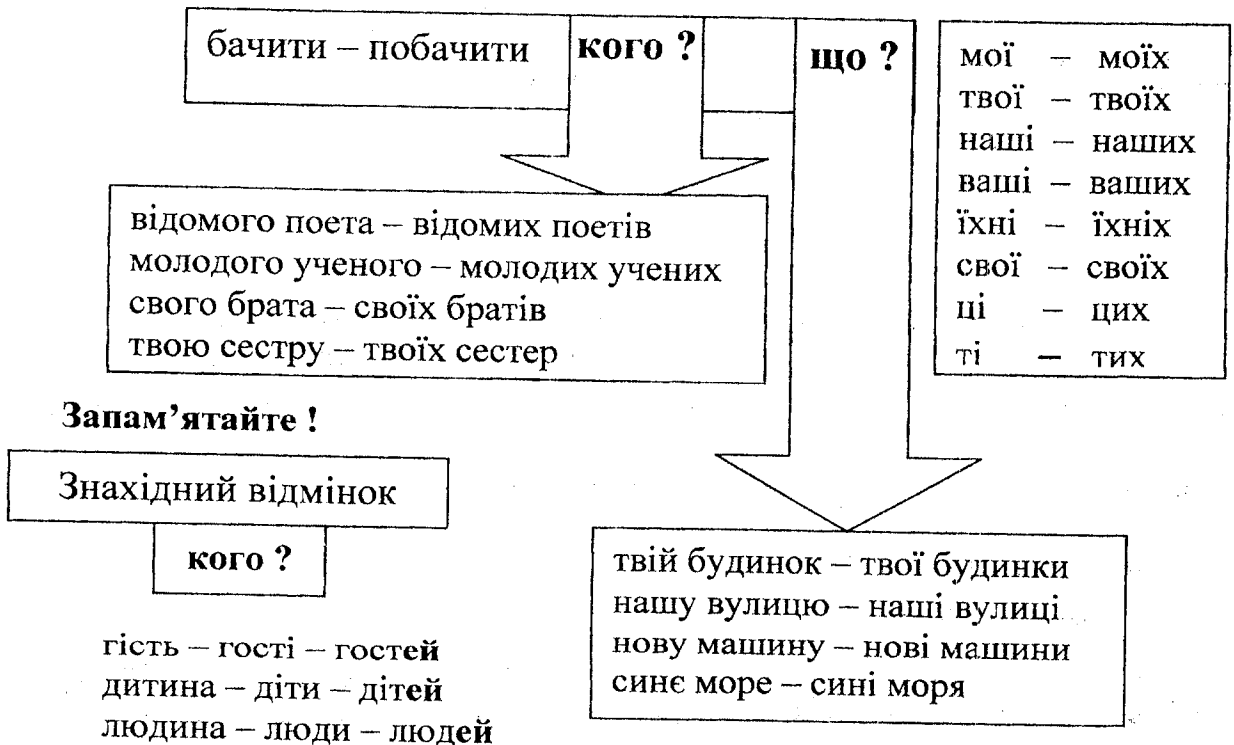 бачити – побачити
кого ?
що ?
мої – моїх
твої – твоїх
наші – наших
ваші – ваших
їхні – їхніх
свої – своїх
ці – цих
ті – тих
відомого поета – відомих поетів
молодого ученого – молодих учених
свого брата – своїх братів
твою сестру – твоїх сестер
Запам’ятайте !
Знахідний відмінок
кого ?
гість – гості – гостей
дитина – діти – дітей
людина – люди – людей
твій будинок – твої будинки
нашу вулицю – наші вулиці
нову машину – нові машини
синє море – сині моря